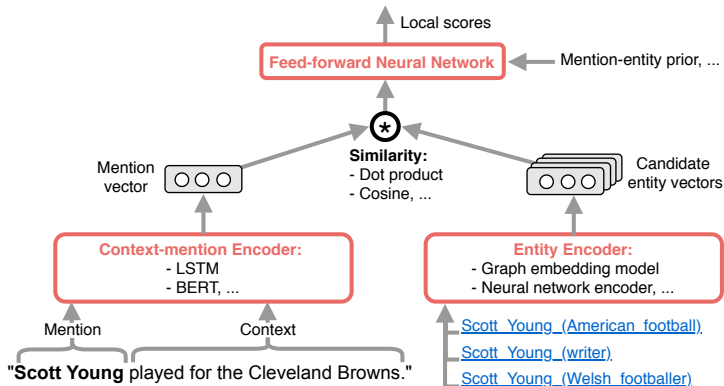 Local scores
Feed-forward Neural Network
Mention-entity prior, ...
*
Similarity:
- Dot product
- Cosine, ...
Mention
vector
Candidate
entity vectors
Context-mention Encoder:
- LSTM
- BERT, ...
Entity Encoder:
- Graph embedding model
- Neural network encoder, ...
Mention
Context
"Scott Young played for the Cleveland Browns."
Scott_Young_(American_football)
Scott_Young_(writer)
Scott_Young_(Welsh_footballer)